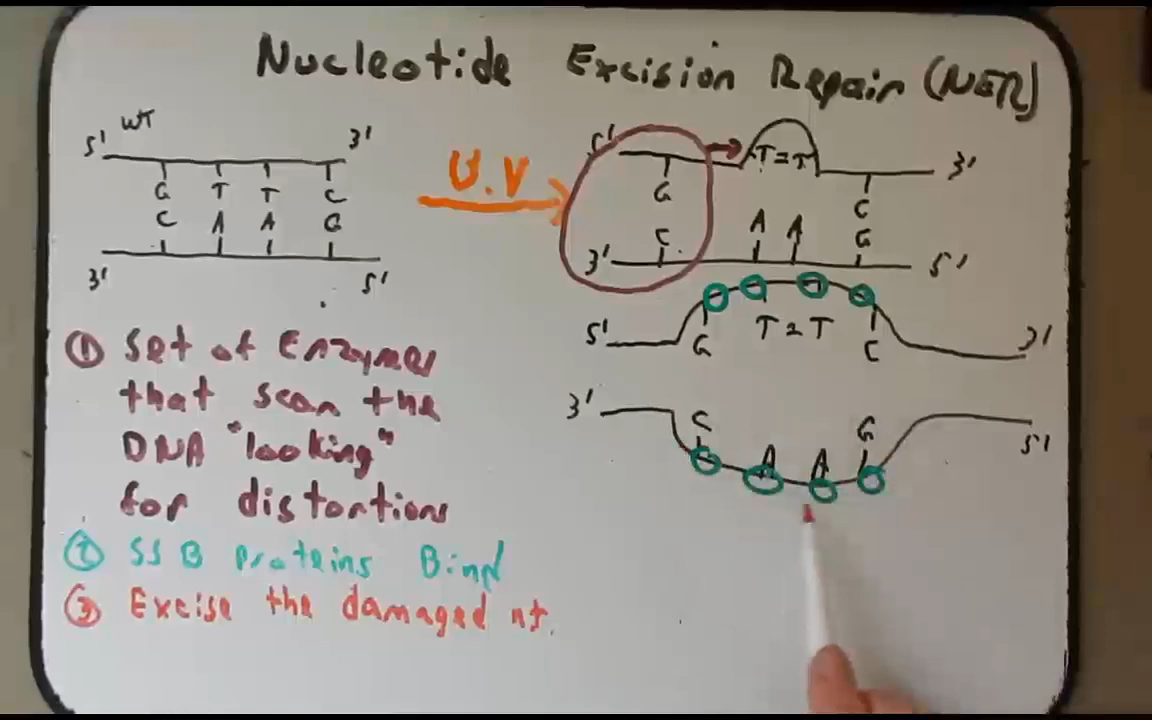 Nucleotide Excision Repair (NER)
5' WT 3'
G T T C
C A A G
3' 5'
U.V
5' T=T 3'
G C
C A A G
3' 5'
5' G T=T C 3'
3' C A A G 5'
① Set of Enzymes
that scan the
DNA "looking"
for distortions
② SSB Proteins Bind
③ Excise the damaged nt.